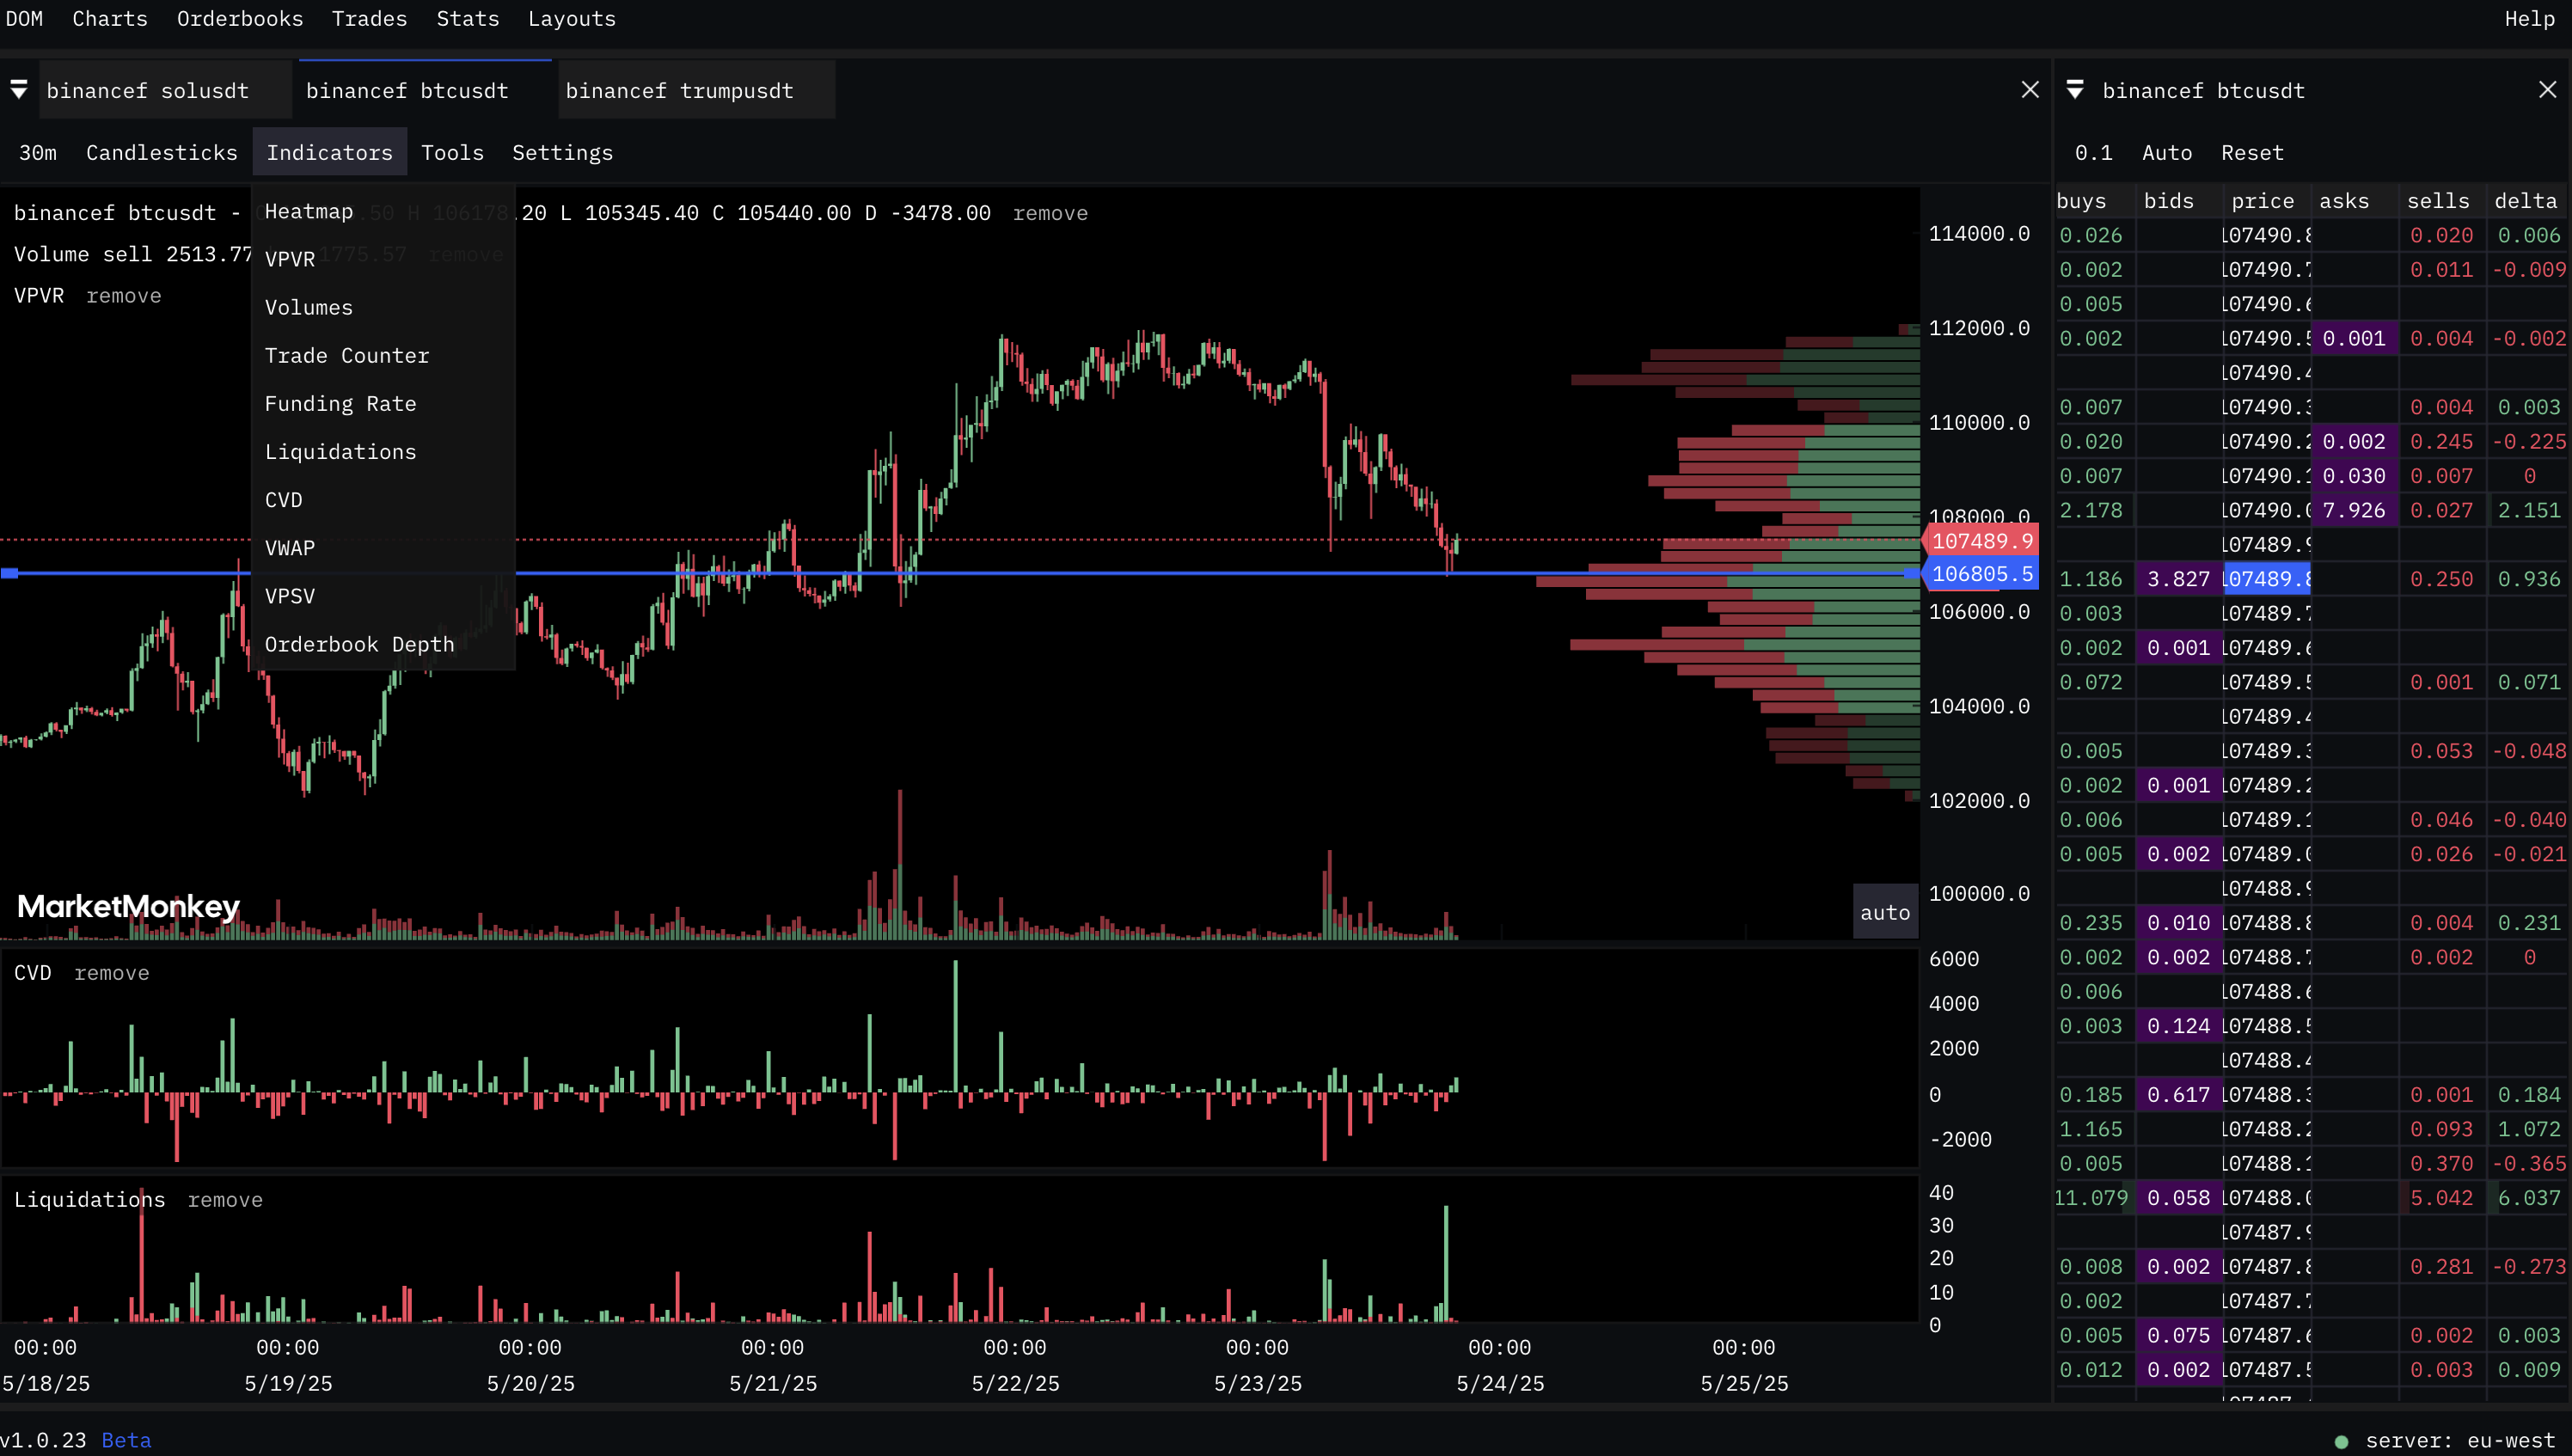 DOM Charts Orderbooks Trades Stats Layouts Help
binancef solusdt binancef btcusdt binancef trumpusdt
binancef btcusdt
30m Candlesticks Indicators Tools Settings
0.1 Auto Reset
binancef btcusdt - .20 L 105345.40 C 105440.00 D -3478.00 remove
Volume sell 2513.77
VPVR remove
Heatmap
VPVR
Volumes
Trade Counter
Funding Rate
Liquidations
CVD
VWAP
VPSV
Orderbook Depth
114000.0
112000.0
110000.0
108000.0
107489.9
106805.5
106000.0
104000.0
102000.0
100000.0
auto
MarketMonkey
CVD remove
6000
4000
2000
0
-2000
Liquidations remove
40
30
20
10
0
00:00 00:00 00:00 00:00 00:00 00:00 00:00 00:00
5/18/25 5/19/25 5/20/25 5/21/25 5/22/25 5/23/25 5/24/25 5/25/25
buys bids price asks sells delta
0.026 107490.8 0.020 0.006
0.002 107490.7 0.011 -0.009
0.005 107490.6
0.002 107490.5 0.001 0.004 -0.002
107490.4
0.007 107490.3 0.004 0.003
0.020 107490.2 0.002 0.245 -0.225
0.007 107490.1 0.030 0.007 0
2.178 107490.0 7.926 0.027 2.151
107489.9
1.186 3.827 107489.8 0.250 0.936
0.003 107489.7
0.002 0.001 107489.6
0.072 107489.5 0.001 0.071
107489.4
0.005 107489.3 0.053 -0.048
0.002 0.001 107489.2
0.006 107489.1 0.046 -0.040
0.005 0.002 107489.0 0.026 -0.021
107488.9
0.235 0.010 107488.8 0.004 0.231
0.002 0.002 107488.7 0.002 0
0.006 107488.6
0.003 0.124 107488.5
107488.4
0.185 0.617 107488.3 0.001 0.184
1.165 107488.2 0.093 1.072
0.005 107488.1 0.370 -0.365
11.079 0.058 107488.0 5.042 6.037
107487.9
0.008 0.002 107487.8 0.281 -0.273
0.002 107487.7
0.005 0.075 107487.6 0.002 0.003
0.012 0.002 107487.5 0.003 0.009
v1.0.23 Beta
server: eu-west